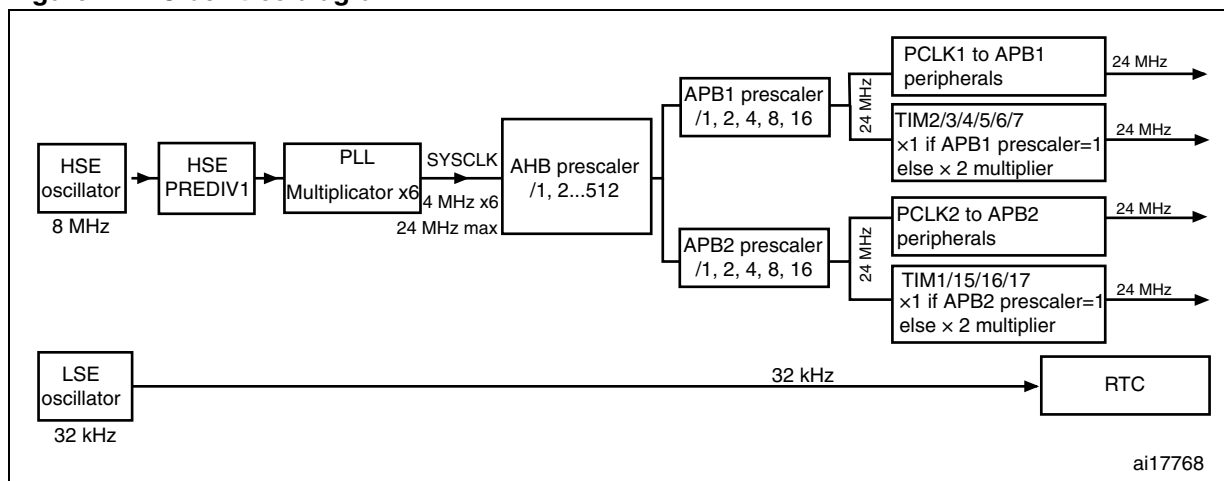 HSE
oscillator
8 MHz
HSE
PREDIV1
PLL
Multiplicator x6
SYSCLK
4 MHz x6
24 MHz max
AHB prescaler
/1, 2...512
APB1 prescaler
/1, 2, 4, 8, 16
24 MHz
PCLK1 to APB1
peripherals
24 MHz
TIM2/3/4/5/6/7
×1 if APB1 prescaler=1
else × 2 multiplier
24 MHz
APB2 prescaler
/1, 2, 4, 8, 16
24 MHz
PCLK2 to APB2
peripherals
24 MHz
TIM1/15/16/17
×1 if APB2 prescaler=1
else × 2 multiplier
24 MHz
LSE
oscillator
32 kHz
32 kHz
RTC
ai17768